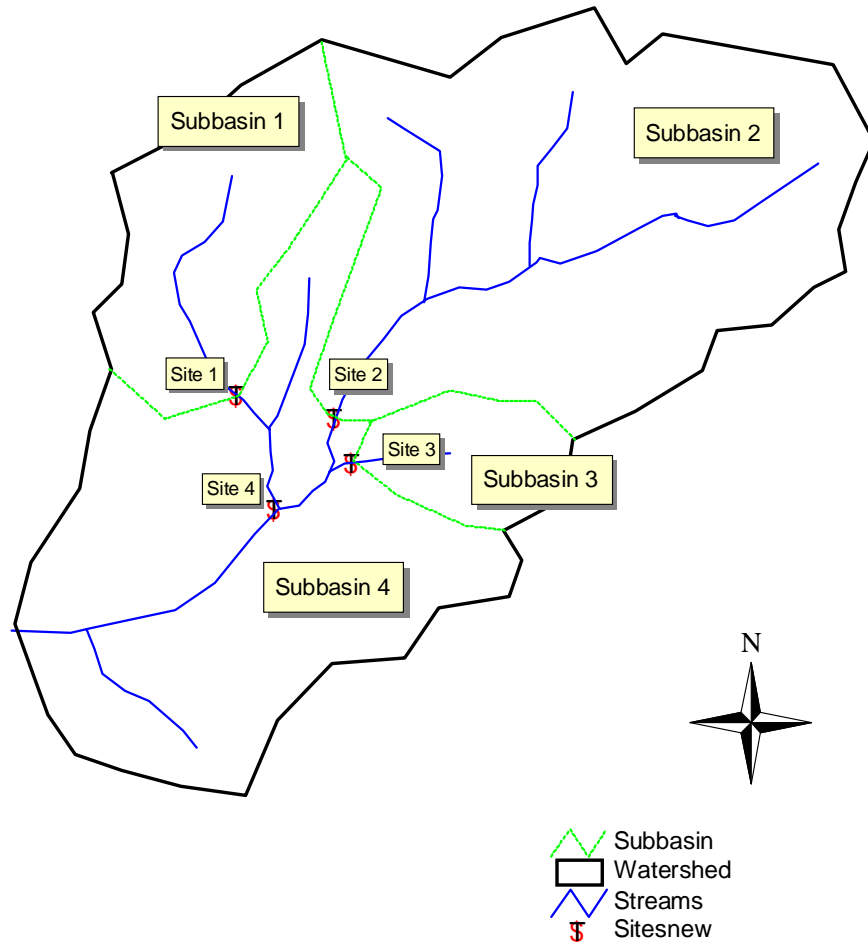 Subbasin 1
Subbasin 2
Site 1
Site 2
Site 3
Subbasin 3
Site 4
Subbasin 4
N
Subbasin
Watershed
Streams
Sitesnew